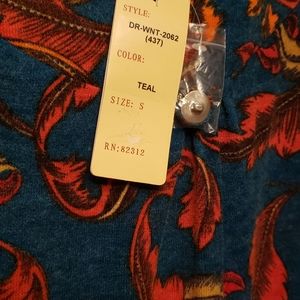 STYLE:
DR-WNT-2062
(437)
COLOR:
TEAL
SIZE: S
RN:82312